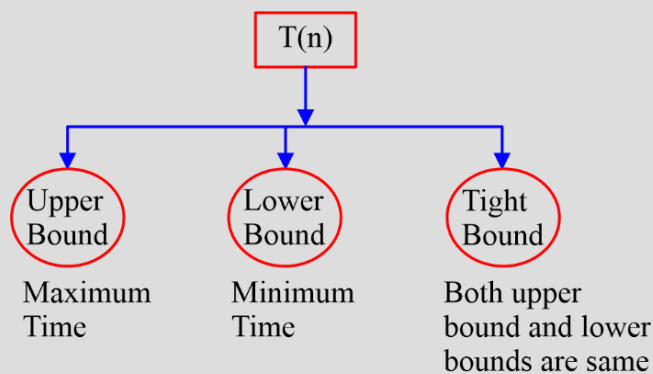 T(n)
Upper
Bound
Lower
Bound
Tight
Bound
Maximum
Time
Minimum
Time
Both upper
bound and lower
bounds are same